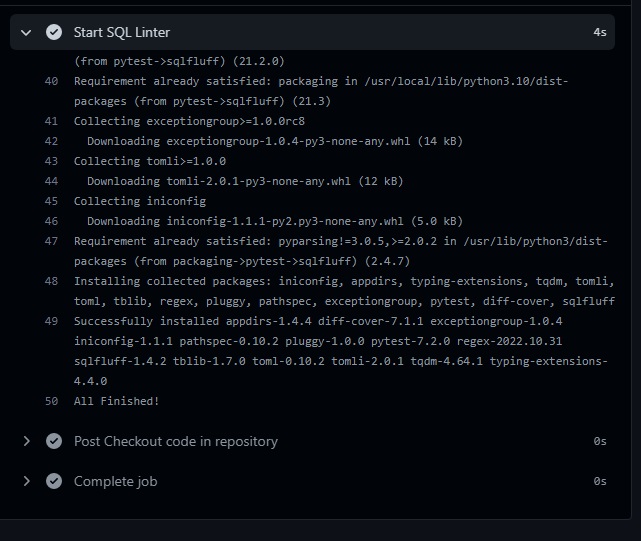 Start SQL Linter 4s
(from pytest->sqlfluff) (21.2.0)
40 Requirement already satisfied: packaging in /usr/local/lib/python3.10/dist-
packages (from pytest->sqlfluff) (21.3)
41 Collecting exceptiongroup>=1.0.0rc8
42 Downloading exceptiongroup-1.0.4-py3-none-any.whl (14 kB)
43 Collecting tomli>=1.0.0
44 Downloading tomli-2.0.1-py3-none-any.whl (12 kB)
45 Collecting iniconfig
46 Downloading iniconfig-1.1.1-py2.py3-none-any.whl (5.0 kB)
47 Requirement already satisfied: pyparsing!=3.0.5,>=2.0.2 in /usr/lib/python3/dist-
packages (from packaging->pytest->sqlfluff) (2.4.7)
48 Installing collected packages: iniconfig, appdirs, typing-extensions, tqdm, tomli,
toml, tblib, regex, pluggy, pathspec, exceptiongroup, pytest, diff-cover, sqlfluff
49 Successfully installed appdirs-1.4.4 diff-cover-7.1.1 exceptiongroup-1.0.4
iniconfig-1.1.1 pathspec-0.10.2 pluggy-1.0.0 pytest-7.2.0 regex-2022.10.31
sqlfluff-1.4.2 tblib-1.7.0 toml-0.10.2 tomli-2.0.1 tqdm-4.64.1 typing-extensions-
4.4.0
50 All Finished!
Post Checkout code in repository 0s
Complete job 0s